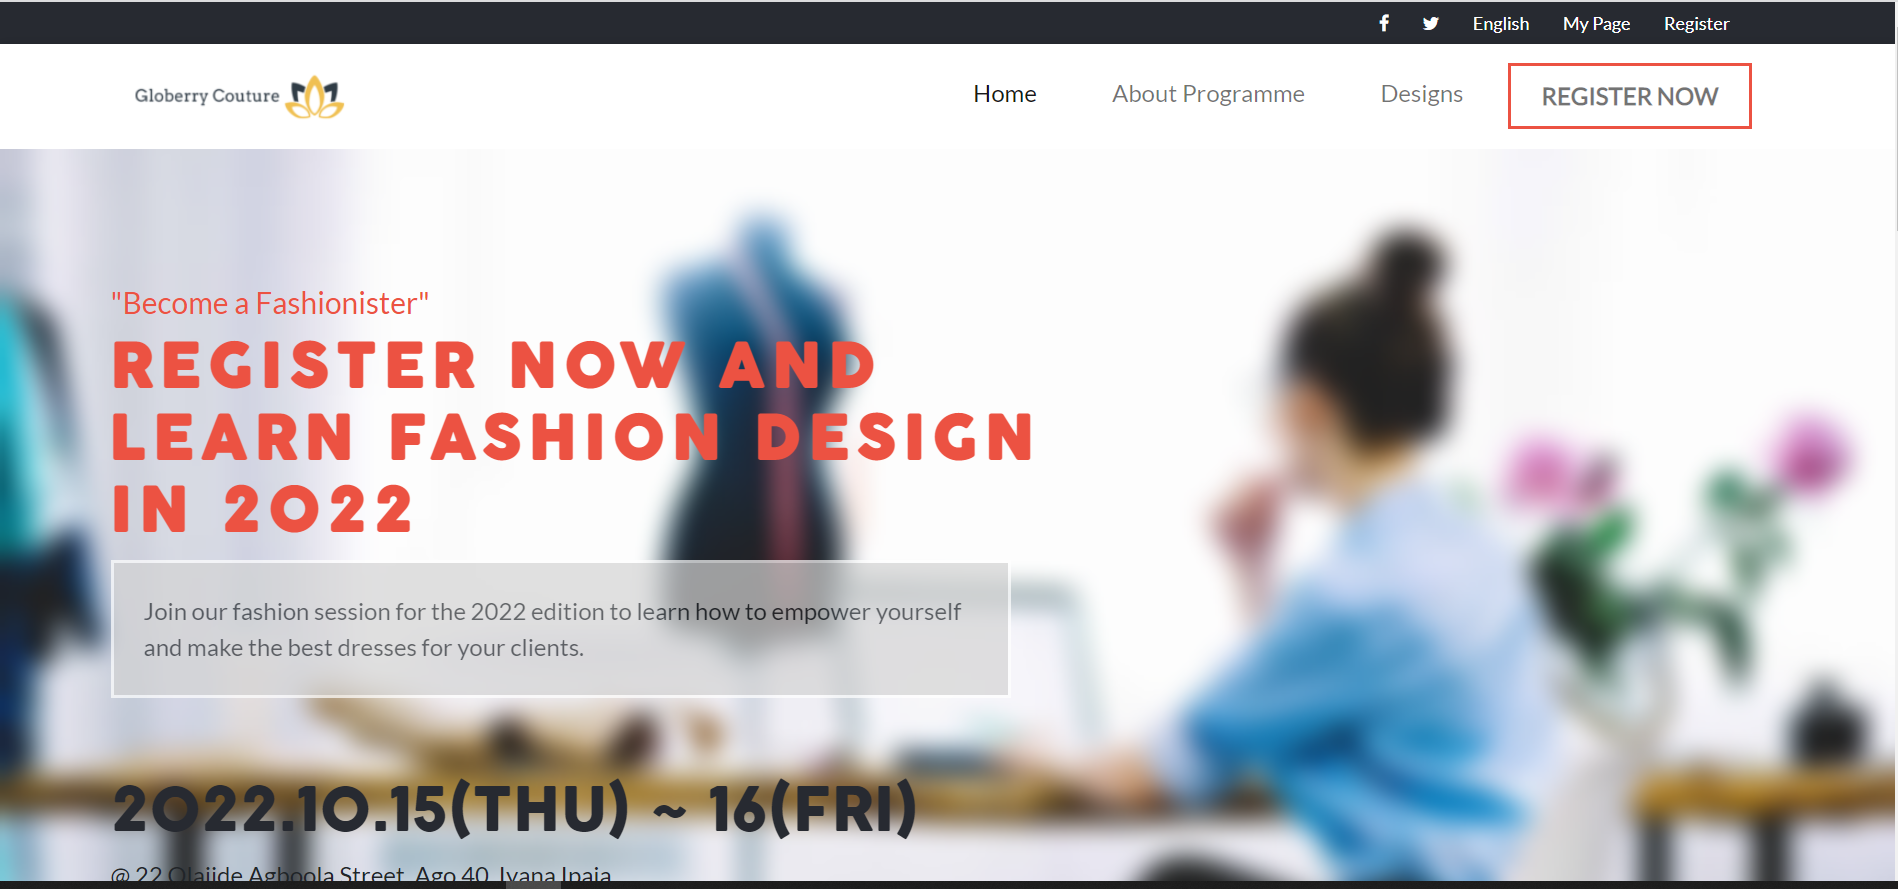 English My Page Register
Globerry Couture
Home About Programme Designs REGISTER NOW
"Become a Fashionister"
REGISTER NOW AND
LEARN FASHION DESIGN
IN 2022
Join our fashion session for the 2022 edition to learn how to empower yourself
and make the best dresses for your clients.
2022.10.15(THU) ~ 16(FRI)
@ 22 Olajide Agboola Street, Ago 40, Iyana Ipaja